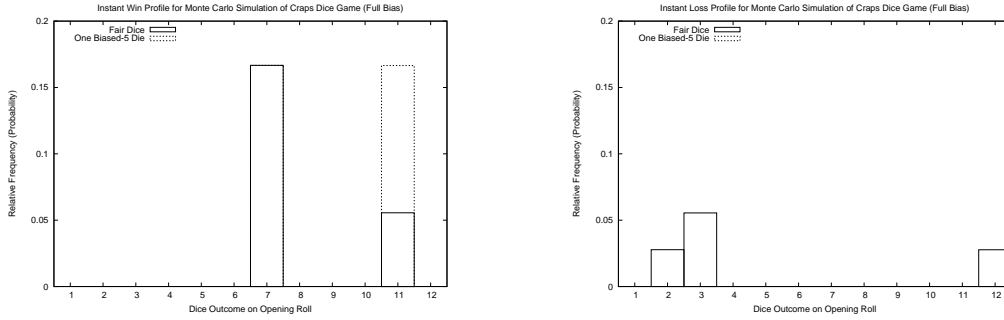 Instant Win Profile for Monte Carlo Simulation of Craps Dice Game (Full Bias)
Fair Dice
One Biased-5 Die
0.2
0.15
0.1
0.05
0
Relative Frequency (Probability)
1 2 3 4 5 6 7 8 9 10 11 12
Dice Outcome on Opening Roll
Instant Loss Profile for Monte Carlo Simulation of Craps Dice Game (Full Bias)
Fair Dice
One Biased-5 Die
0.2
0.15
0.1
0.05
0
Relative Frequency (Probability)
1 2 3 4 5 6 7 8 9 10 11 12
Dice Outcome on Opening Roll